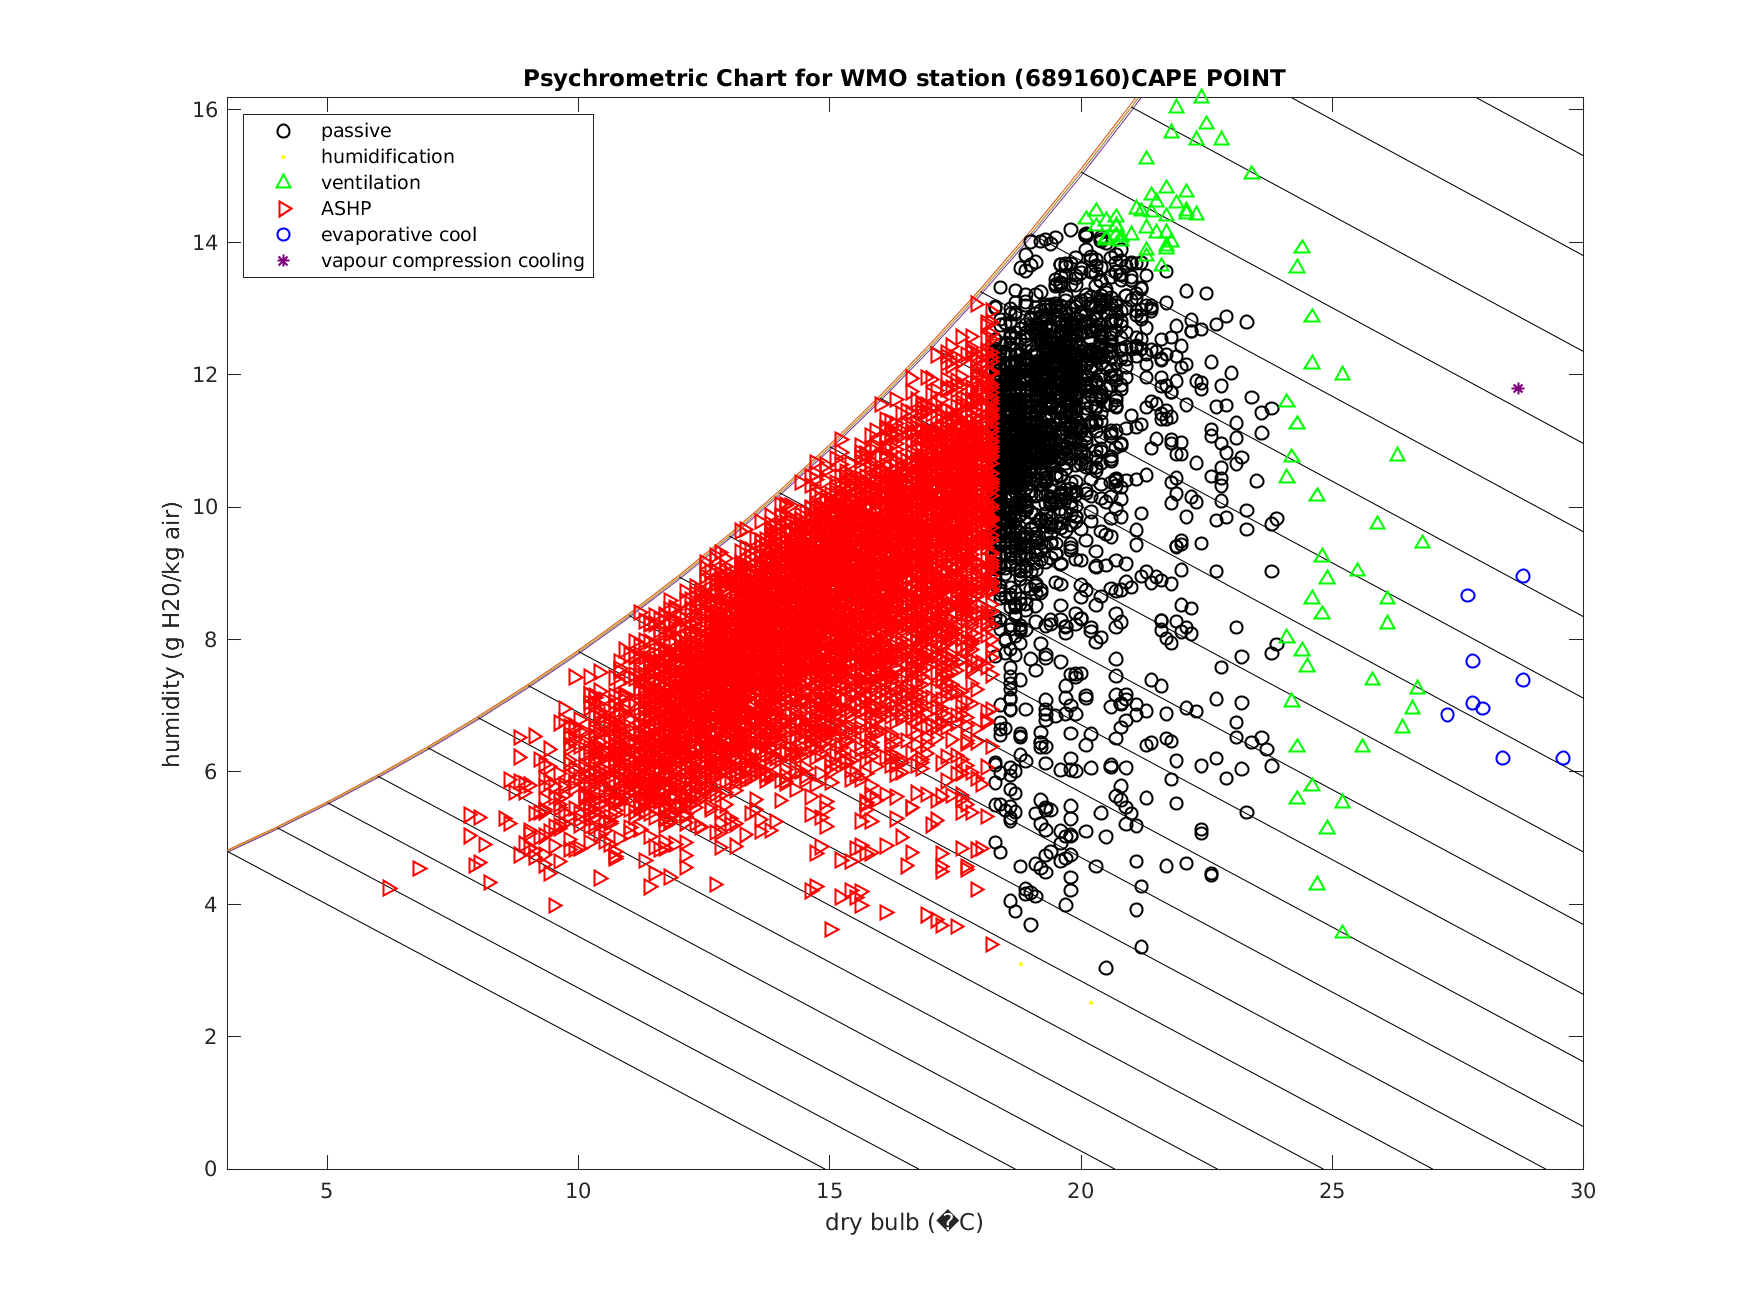 Psychrometric Chart for WMO station (689160)CAPE POINT
passive
humidification
ventilation
ASHP
evaporative cool
vapour compression cooling
humidity (g H20/kg air)
16
14
12
10
8
6
4
2
0
5
10
15
20
25
30
dry bulb (�C)